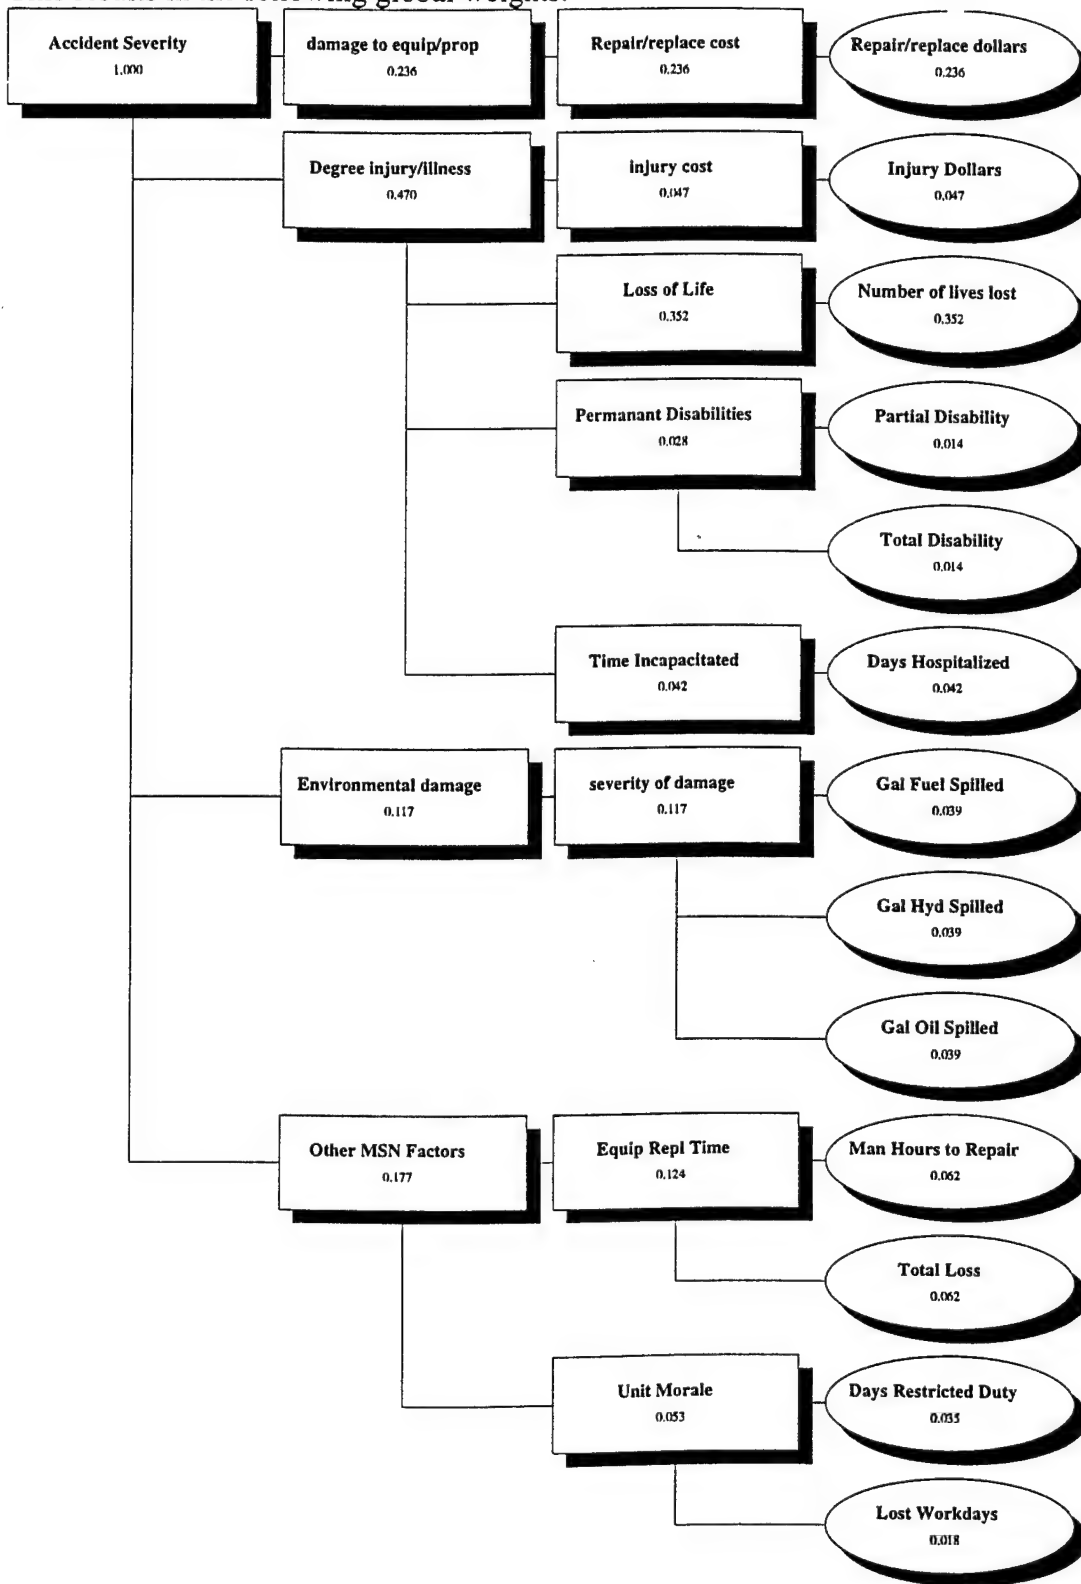 following global weights.
Accident Severity
1.000
damage to equip/prop
0.236
Repair/replace cost
0.236
Repair/replace dollars
0.236
Degree injury/illness
0.470
injury cost
0.047
Injury Dollars
0.047
Loss of Life
0.352
Number of lives lost
0.352
Permanant Disabilities
0.028
Partial Disability
0.014
Total Disability
0.014
Time Incapacitated
0.042
Days Hospitalized
0.042
Environmental damage
0.117
severity of damage
0.117
Gal Fuel Spilled
0.039
Gal Hyd Spilled
0.039
Gal Oil Spilled
0.039
Other MSN Factors
0.177
Equip Repl Time
0.124
Man Hours to Repair
0.062
Total Loss
0.062
Unit Morale
0.053
Days Restricted Duty
0.035
Lost Workdays
0.018